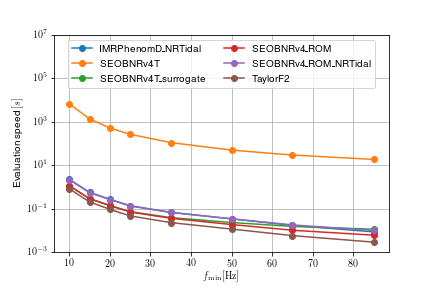 10^7
10^5
10^3
10^1
10^-1
10^-3
Evaluation speed [s]
IMRPhenomD_NRTidal
SEOBNRv4T
SEOBNRv4T_surrogate
SEOBNRv4_ROM
SEOBNRv4_ROM_NRTidal
TaylorF2
10 20 30 40 50 60 70 80
f_min[Hz]